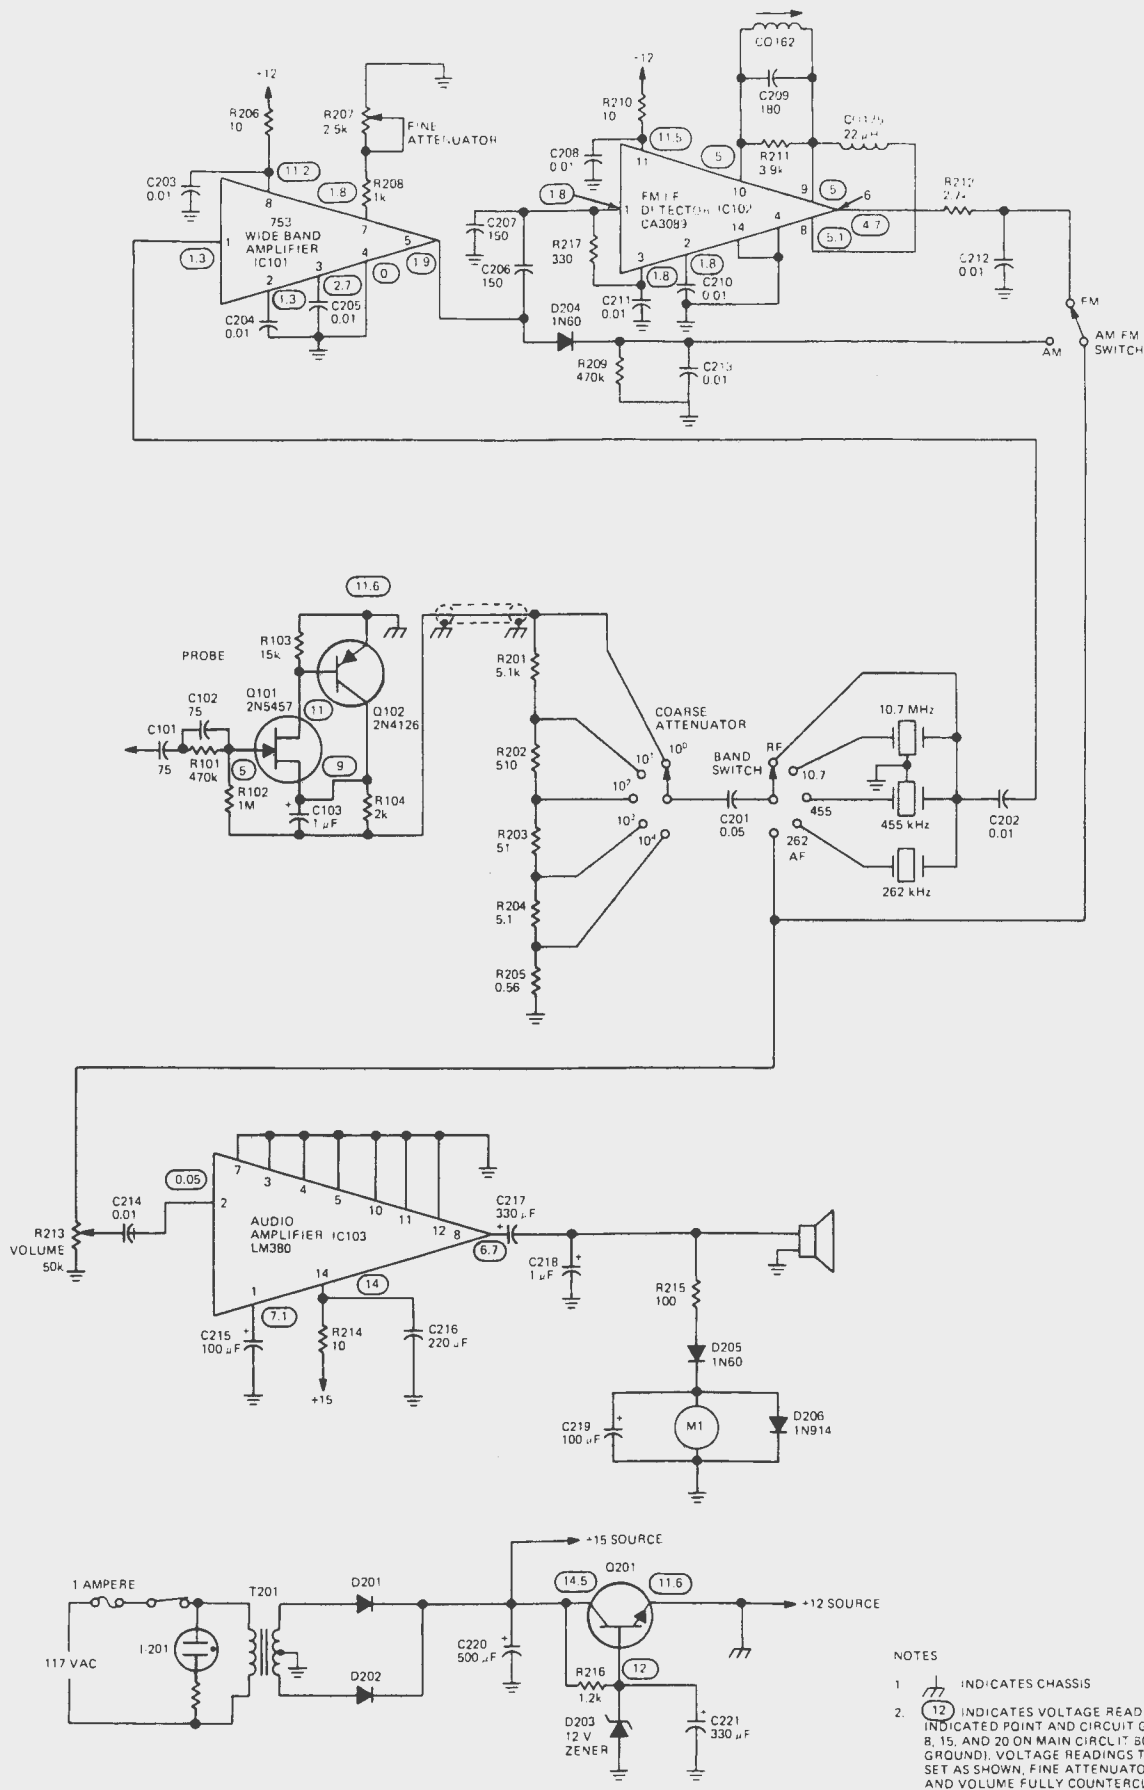 CO162
-12
-12
C209
180
R206
10
R207
2.5k
FINE
ATTENUATOR
R210
10
11.5
22 μH
R211
3.9k
C208
0.01
5
C203
0.01
11.2
1.8
R208
1k
11
10
9
5
6
8
7
1.8
1
FM I F
DETECTOR IC102
CA3089
R212
2.7k
753
WIDE BAND
AMPLIFIER
IC101
C207
150
14
4
8
4.7
5.1
1
5
R217
330
2
1.3
4
0
1.9
C206
150
3
1.8
1.8
C212
0.01
2
3
1.3
2.7
C210
0.01
C205
0.01
C211
0.01
C204
0.01
D204
1N60
FM
AM FM
SWITCH
AM
R209
470k
C213
0.01
11.6
R103
15k
PROBE
R201
5.1k
Q101
2N5457
C102
75
Q102
2N4126
10.7 MHz
C101
11
COARSE
ATTENUATOR
10⁰
BAND
SWITCH
RF
10¹
R202
510
10.7
75
R101
470k
9
5
10²
R102
1M
C103
1 μF
R104
2k
C201
0.05
455
455 kHz
C202
0.01
10³
R203
51
10⁴
262
AF
262 kHz
R204
5.1
R205
0.56
7
3
4
5
10
11
12
0.05
C214
0.01
2
C217
330 μF
R213
VOLUME
50k
AUDIO
AMPLIFIER IC103
LM380
8
6.7
C218
1 μF
14
14
R215
100
1
7.1
C215
100 μF
R214
10
C216
220 μF
D205
1N60
+15
C219
100 μF
M1
D206
1N914
+15 SOURCE
Q201
1 AMPERE
T201
D201
14.5
11.6
+12 SOURCE
I-201
C220
500 μF
117 VAC
D202
R216
1.2k
12
NOTES
D203
12 V
ZENER
C221
330 μF
1 INDICATES CHASSIS
2. 12 INDICATES VOLTAGE READ
INDICATED POINT AND CIRCUIT
8, 15, AND 20 ON MAIN CIRCUIT
GROUND). VOLTAGE READINGS
SET AS SHOWN, FINE ATTENUATO
AND VOLUME FULLY COUNTERC